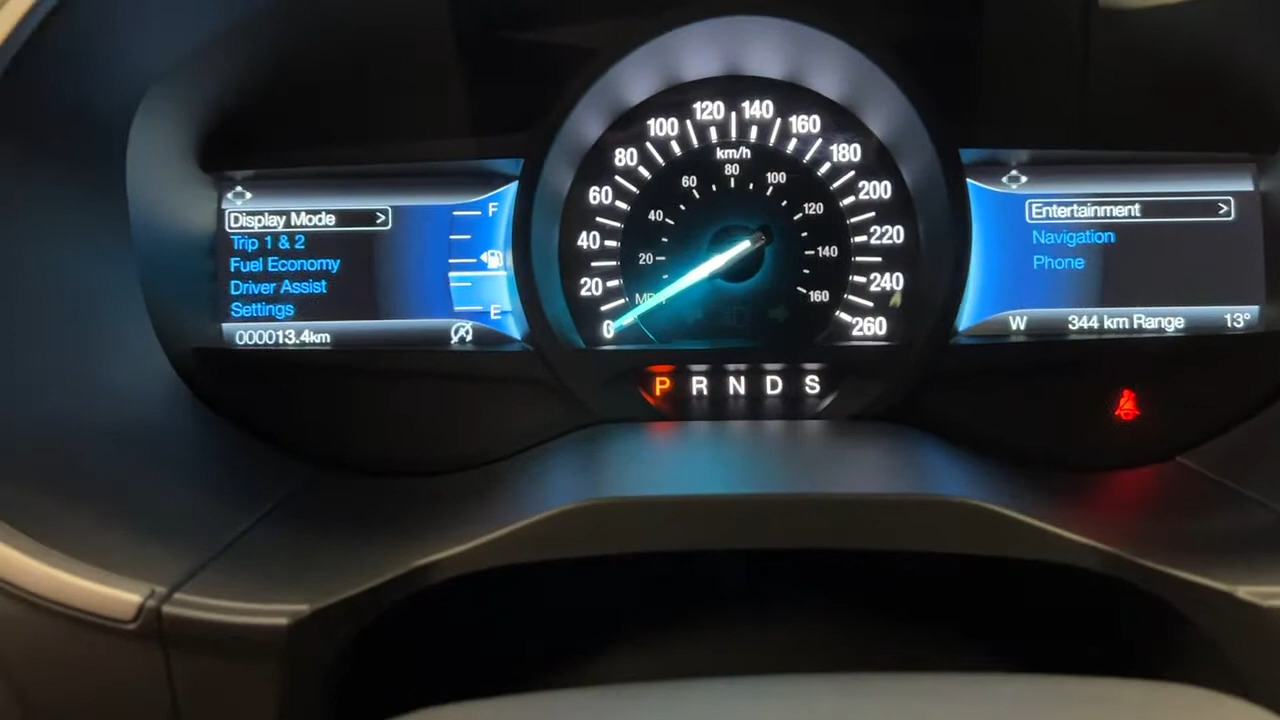 Display Mode >
Trip 1 & 2
Fuel Economy
Driver Assist
Settings
000013.4km
F
E
0
20
40
60
80
100
120
140
160
180
200
220
240
260
km/h
20
40
60
80
100
120
140
160
MPH
P R N D S
Entertainment >
Navigation
Phone
W 344 km Range 13°